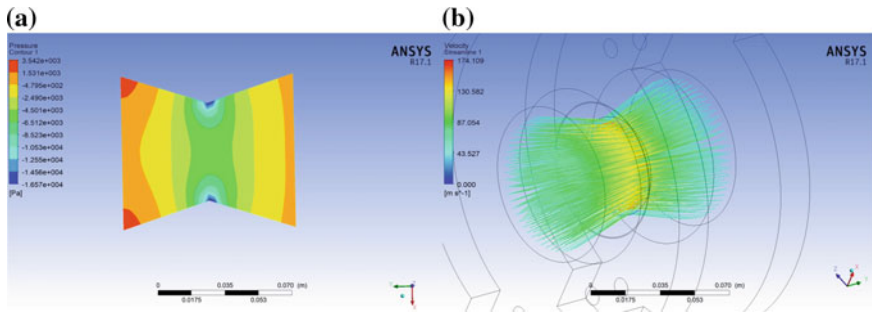 (a)
Pressure
Contour 1
3.542e+003
1.531e+003
-4.795e+002
-2.490e+003
-4.501e+003
-6.512e+003
-8.523e+003
-1.053e+004
-1.255e+004
-1.456e+004
-1.657e+004
[Pa]
ANSYS
R17.1
0
0.035
0.070 (m)
0.0175
0.053
(b)
Velocity
Streamline 1
174.109
130.582
87.054
43.527
0.000
[m s^-1]
ANSYS
R17.1
0
0.035
0.070 (m)
0.0175
0.053
Z
X
Y